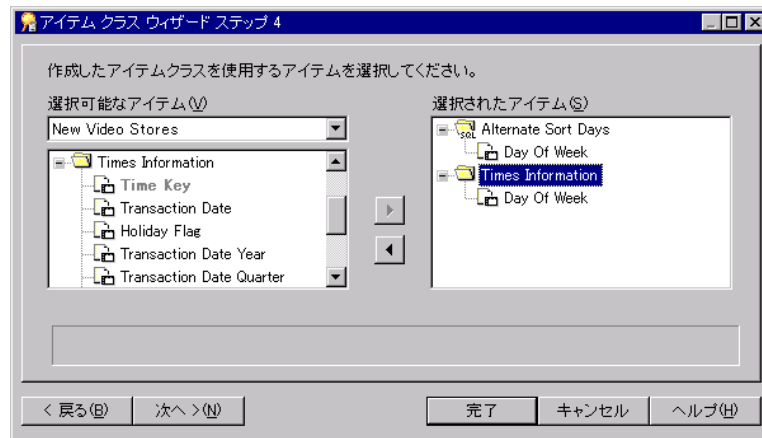 アイテム クラス ウィザード ステップ 4
作成したアイテムクラスを使用するアイテムを選択してください。
選択可能なアイテム(V)
New Video Stores
Times Information
Time Key
Transaction Date
Holiday Flag
Transaction Date Year
Transaction Date Quarter
選択されたアイテム(S)
SQL Alternate Sort Days
Day Of Week
Times Information
Day Of Week
< 戻る(B)
次へ >(N)
完了
キャンセル
ヘルプ(H)